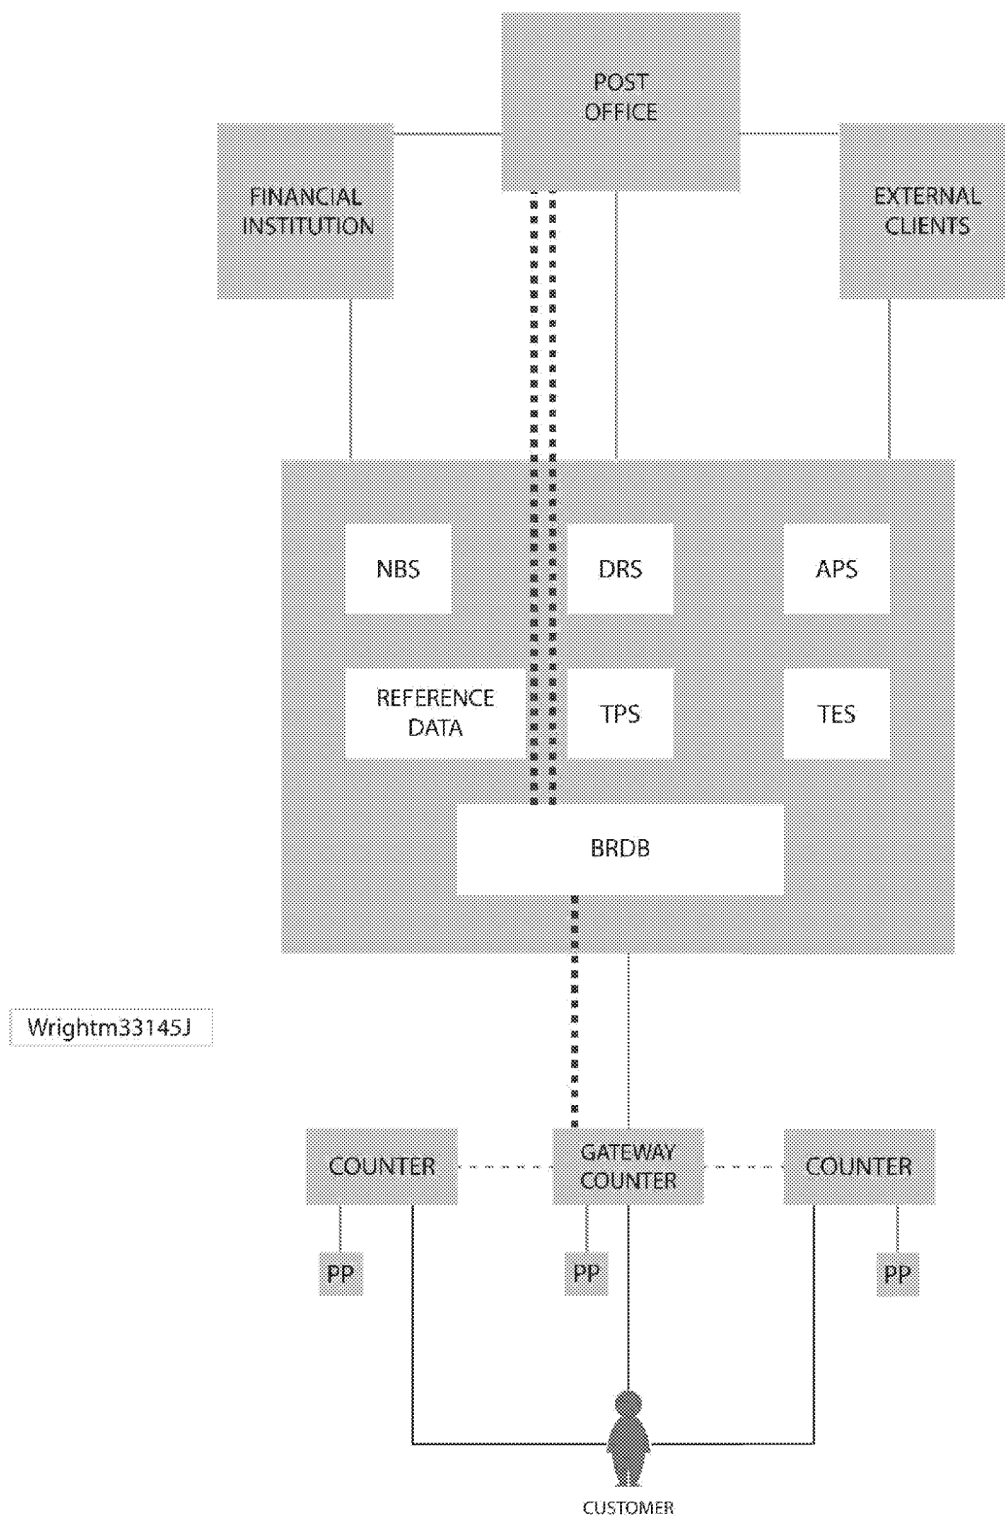 POST
OFFICE
FINANCIAL
INSTITUTION
EXTERNAL
CLIENTS
NBS
DRS
APS
REFERENCE
DATA
TPS
TES
BRDB
Wrightm33145J
COUNTER
GATEWAY
COUNTER
COUNTER
PP
PP
PP
CUSTOMER